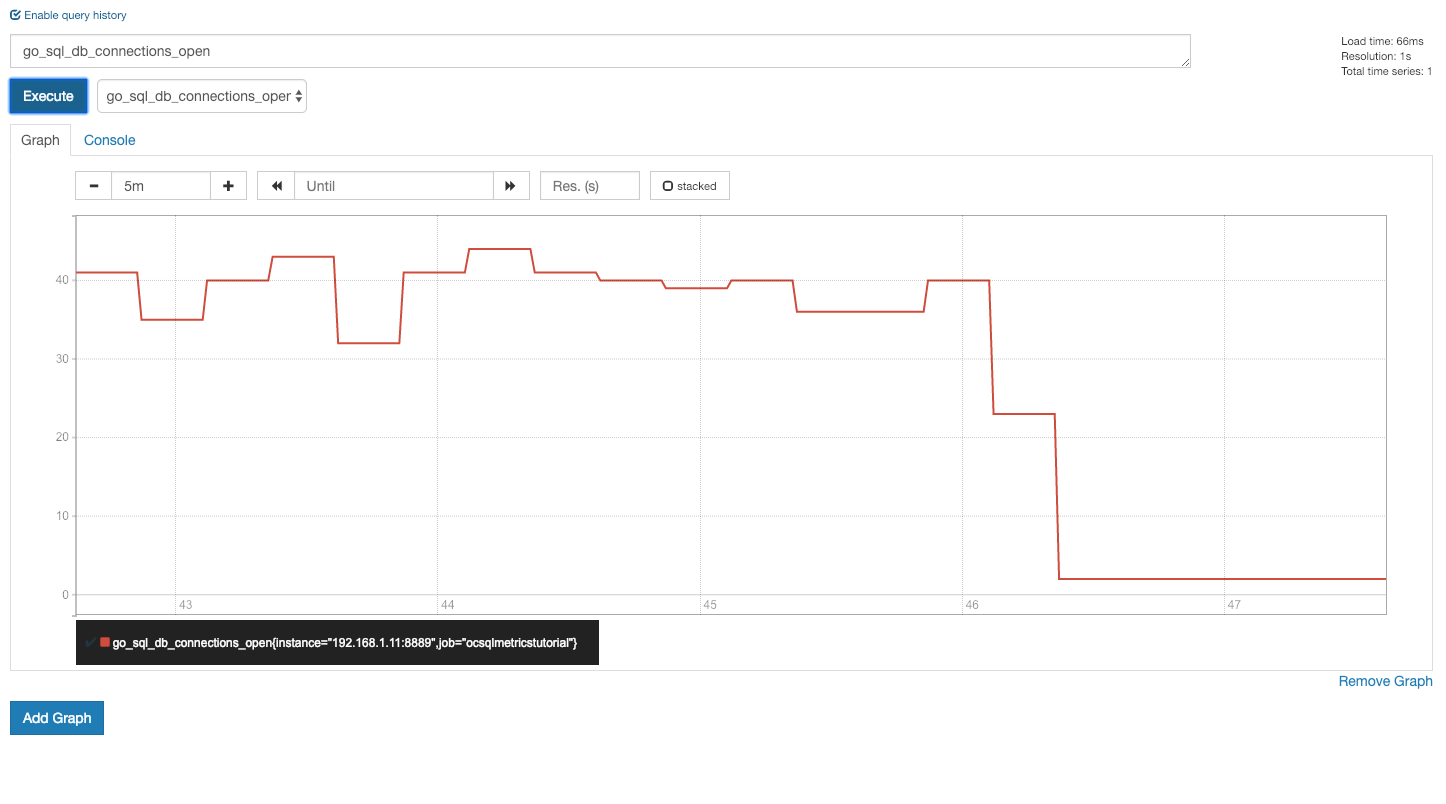 Enable query history
go_sql_db_connections_open
Load time: 66ms
Resolution: 1s
Total time series: 1
Execute
go_sql_db_connections_oper
Graph
Console
5m
Until
Res. (s)
stacked
40
30
20
10
0
43
44
45
46
47
go_sql_db_connections_open{instance="192.168.1.11:8889",job="ocsqlmetricstutorial"}
Remove Graph
Add Graph